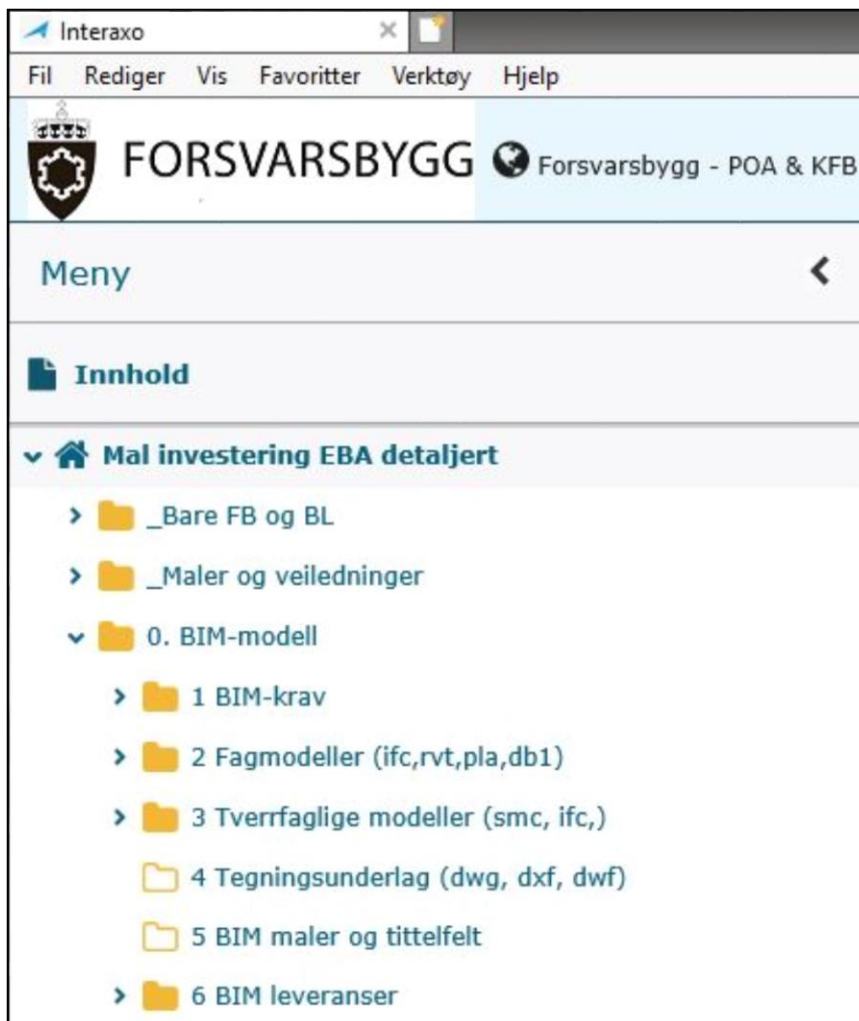 Interaxo
Fil Rediger Vis Favoritter Verktøy Hjelp
FORSVARSBYGG Forsvarsbygg - POA & KFB
Meny
Innhold
Mal investering EBA detaljert
_Bare FB og BL
_Maler og veiledninger
0. BIM-modell
1 BIM-krav
2 Fagmodeller (ifc,rvt,pla,db1)
3 Tverrfaglige modeller (smc, ifc,)
4 Tegningsunderlag (dwg, dxf, dwf)
5 BIM maler og tittelfelt
6 BIM leveranser